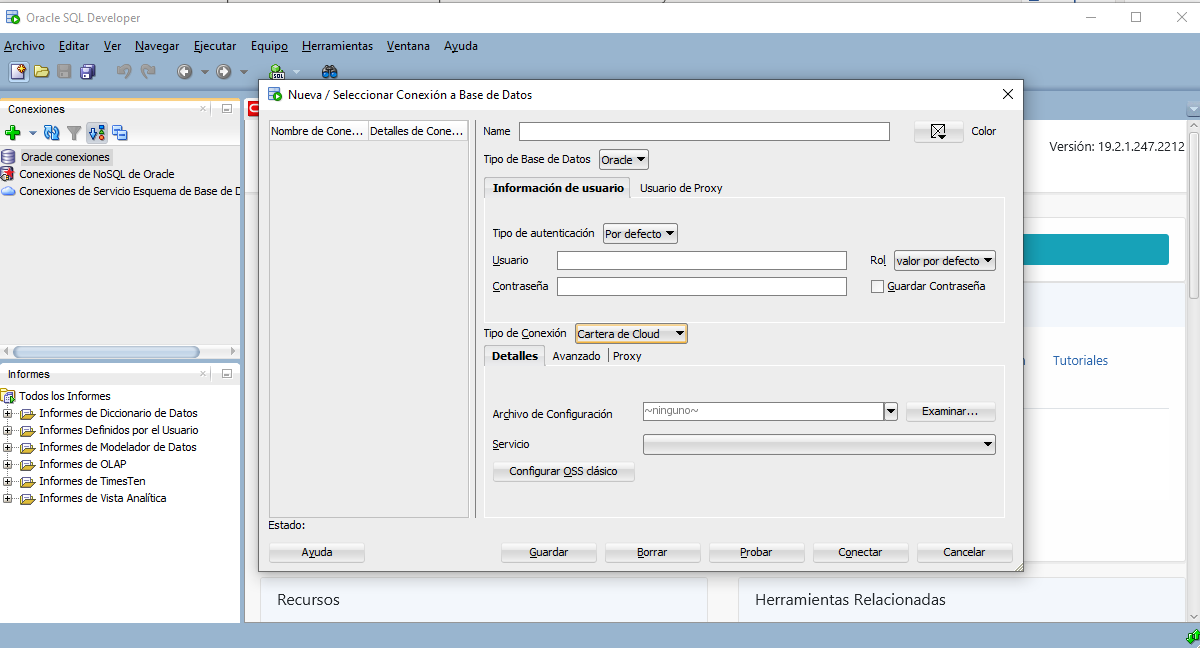 Oracle SQL Developer
Archivo Editar Ver Navegar Ejecutar Equipo Herramientas Ventana Ayuda
SQL
Conexiones
Oracle conexiones
Conexiones de NoSQL de Oracle
Conexiones de Servicio Esquema de Base de D
Informes
Todos los Informes
Informes de Diccionario de Datos
Informes Definidos por el Usuario
Informes de Modelador de Datos
Informes de OLAP
Informes de TimesTen
Informes de Vista Analítica
Nueva / Seleccionar Conexión a Base de Datos
Nombre de Cone... Detalles de Cone...
Name
Color
Tipo de Base de Datos Oracle
Información de usuario Usuario de Proxy
Tipo de autenticación Por defecto
Usuario
Rol valor por defecto
Contraseña
Guardar Contraseña
Tipo de Conexión Cartera de Cloud
Detalles Avanzado Proxy
Archivo de Configuración ~ninguno~ Examinar...
Servicio
Configurar OSS clásico
Estado:
Ayuda Guardar Borrar Probar Conectar Cancelar
Versión: 19.2.1.247.2212
Tutoriales
Recursos
Herramientas Relacionadas